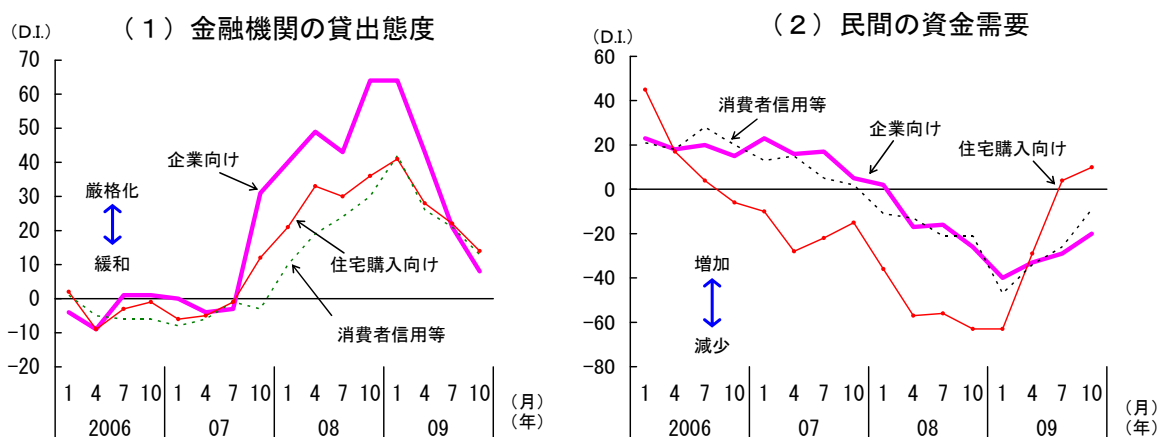 (D.I.)
(1)金融機関の貸出態度
70
60
50
40
30
20
10
0
-10
-20
企業向け
厳格化
緩和
住宅購入向け
消費者信用等
1 4 7 10 1 4 7 10 1 4 7 10 1 4 7 10 (月)
2006 07 08 09 (年)
(D.I.)
(2)民間の資金需要
60
40
20
0
-20
-40
-60
-80
消費者信用等
企業向け
住宅購入向け
増加
減少
1 4 7 10 1 4 7 10 1 4 7 10 1 4 7 10 (月)
2006 07 08 09 (年)